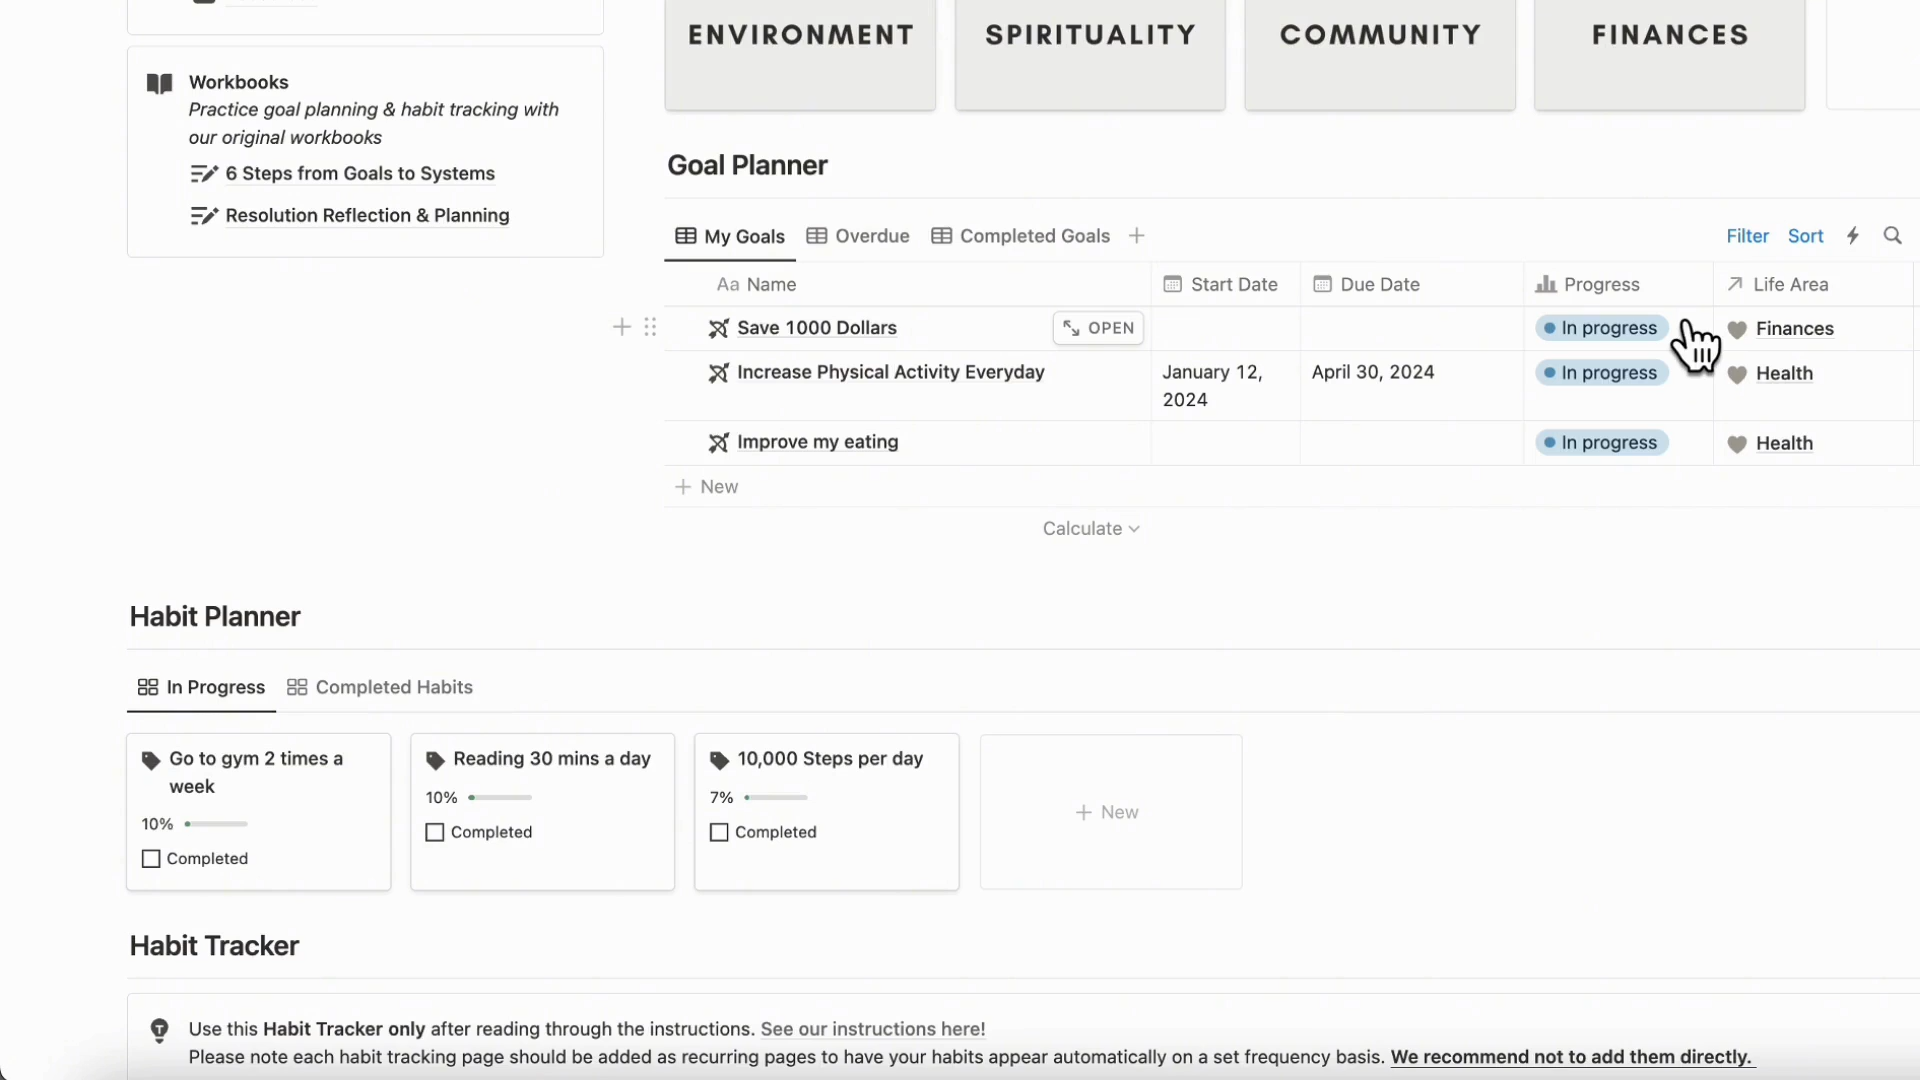 ENVIRONMENT
SPIRITUALITY
COMMUNITY
FINANCES
Workbooks
Practice goal planning & habit tracking with
our original workbooks
6 Steps from Goals to Systems
Resolution Reflection & Planning
Goal Planner
My Goals Overdue Completed Goals
Filter Sort
Aa Name Start Date Due Date Progress Life Area
Save 1000 Dollars OPEN In progress Finances
Increase Physical Activity Everyday January 12, April 30, 2024 In progress Health
2024
Improve my eating In progress Health
+ New
Calculate
Habit Planner
In Progress Completed Habits
Go to gym 2 times a
week
10%
Completed
Reading 30 mins a day
10%
Completed
10,000 Steps per day
7%
Completed
+ New
Habit Tracker
Use this Habit Tracker only after reading through the instructions. See our instructions here!
Please note each habit tracking page should be added as recurring pages to have your habits appear automatically on a set frequency basis. We recommend not to add them directly.